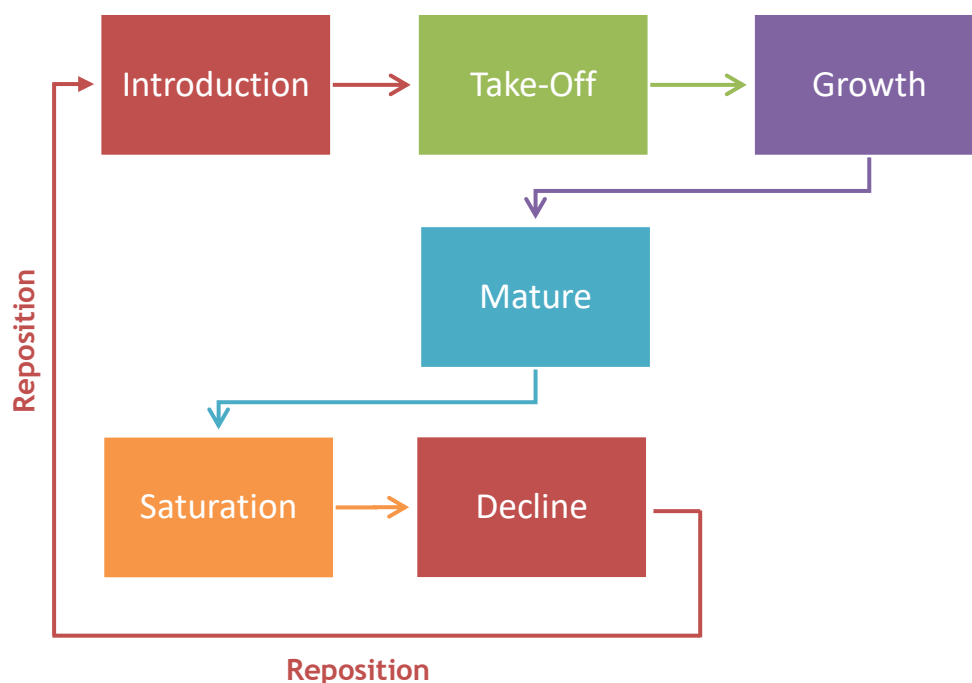 Introduction
Take-Off
Growth
Mature
Reposition
Saturation
Decline
Reposition